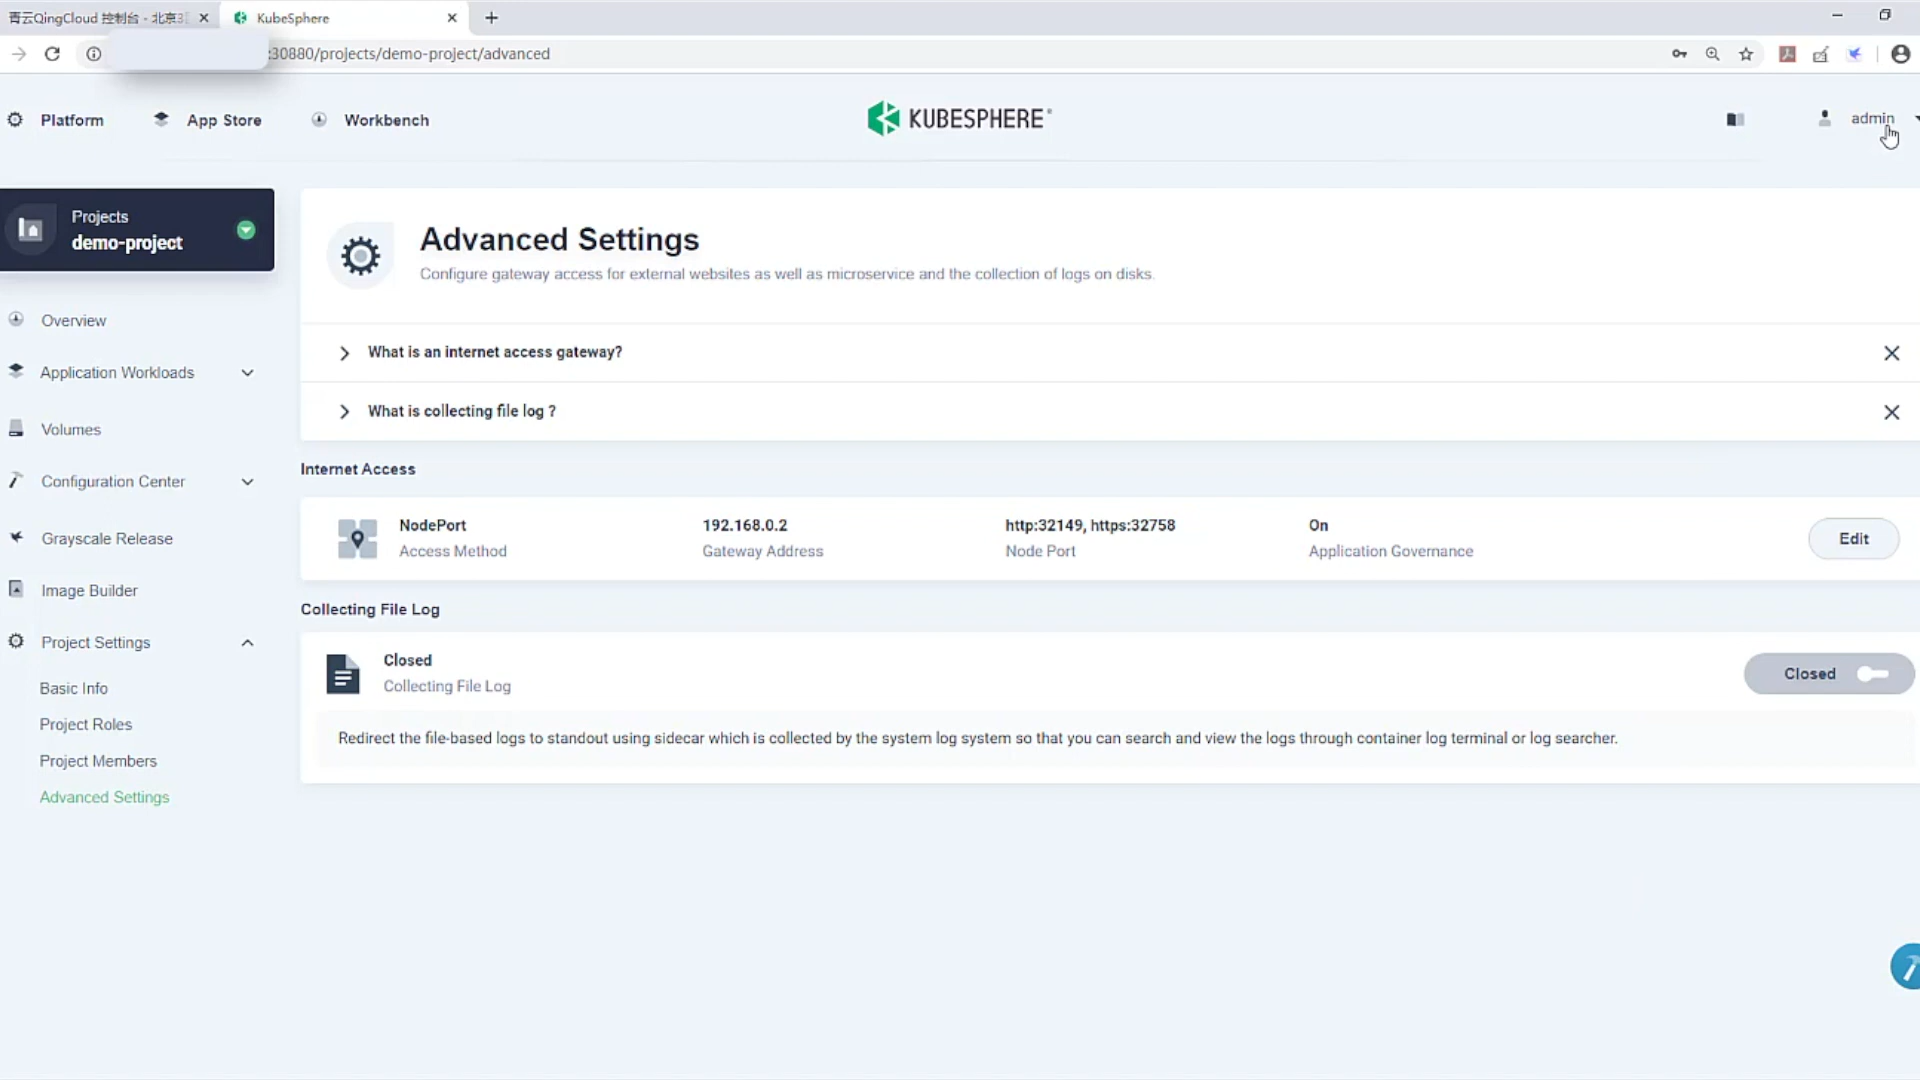 青云QingCloud 控制台 - 北京3
KubeSphere
:30880/projects/demo-project/advanced
Platform
App Store
Workbench
KUBESPHERE®
admin
Projects
demo-project
Overview
Application Workloads
Volumes
Configuration Center
Grayscale Release
Image Builder
Project Settings
Basic Info
Project Roles
Project Members
Advanced Settings
Advanced Settings
Configure gateway access for external websites as well as microservice and the collection of logs on disks.
What is an internet access gateway?
What is collecting file log ?
Internet Access
NodePort
Access Method
192.168.0.2
Gateway Address
http:32149, https:32758
Node Port
On
Application Governance
Edit
Collecting File Log
Closed
Collecting File Log
Closed
Redirect the file-based logs to standout using sidecar which is collected by the system log system so that you can search and view the logs through container log terminal or log searcher.